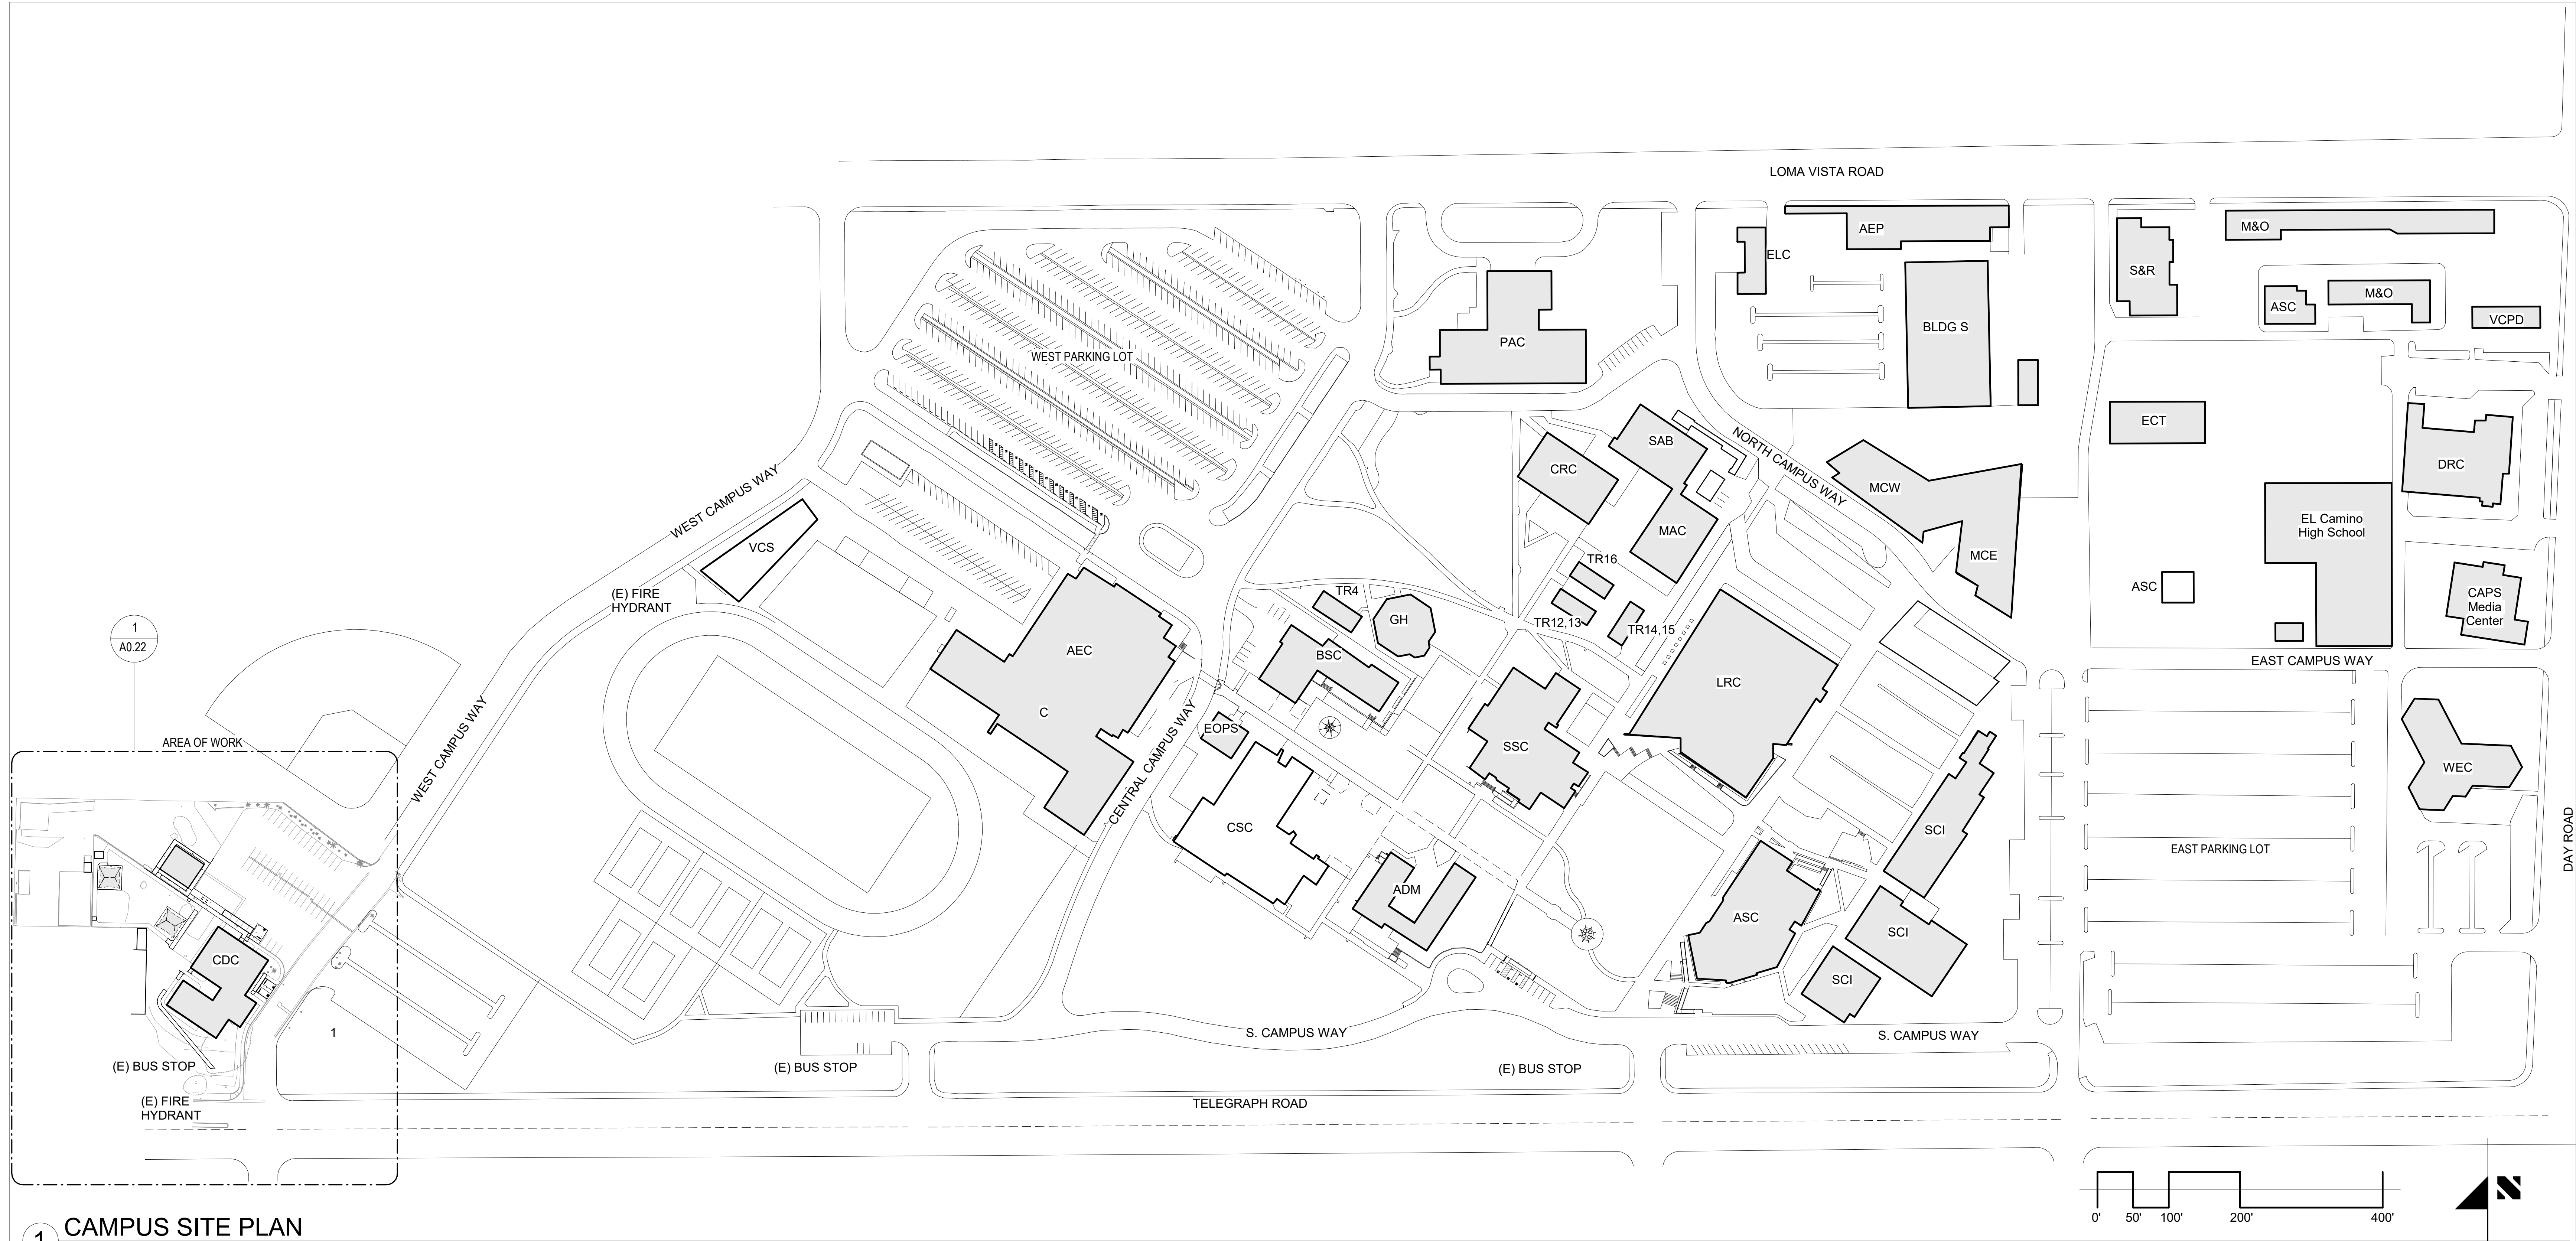 LOMA VISTA ROAD
M&O
AEP
ELC
S&R
M&O
ASC
VCPD
BLDG S
PAC
WEST PARKING LOT
ECT
SAB
NORTH CAMPUS WAY
CRC
DRC
MCW
WEST CAMPUS WAY
EL Camino
High School
MAC
VCS
MCE
TR16
ASC
(E) FIRE
HYDRANT
TR4
CAPS
Media
Center
GH
TR12,13
TR14,15
1
A0.22
AEC
BSC
EAST CAMPUS WAY
LRC
C
EOPS
AREA OF WORK
WEST CAMPUS WAY
CENTRAL CAMPUS WAY
SSC
WEC
CSC
SCI
EAST PARKING LOT
DAY ROAD
ADM
ASC
SCI
CDC
SCI
1
S. CAMPUS WAY
S. CAMPUS WAY
(E) BUS STOP
(E) BUS STOP
(E) BUS STOP
(E) FIRE
HYDRANT
TELEGRAPH ROAD
0' 50' 100' 200' 400'
N
1 CAMPUS SITE PLAN